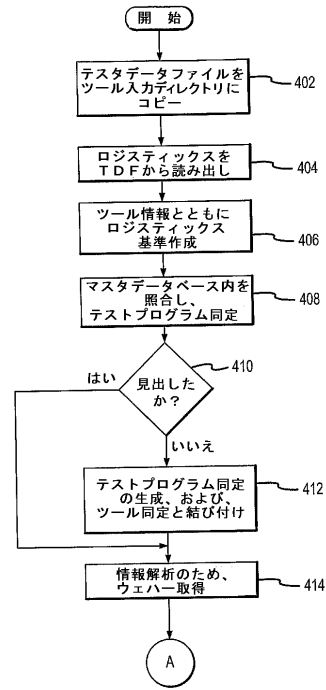 開 始
テスタデータファイルを
ツール入力ディレクトリに
コピー
402
ロジスティックスを
TDFから読み出し
404
ツール情報とともに
ロジスティックス
基準作成
406
マスタデータベース内を
照合し、
テストプログラム同定
408
410
はい
見出した
か?
いいえ
テストプログラム同定
の生成、および、
ツール同定と結び付け
412
情報解析のため、
ウェハー取得
414
A